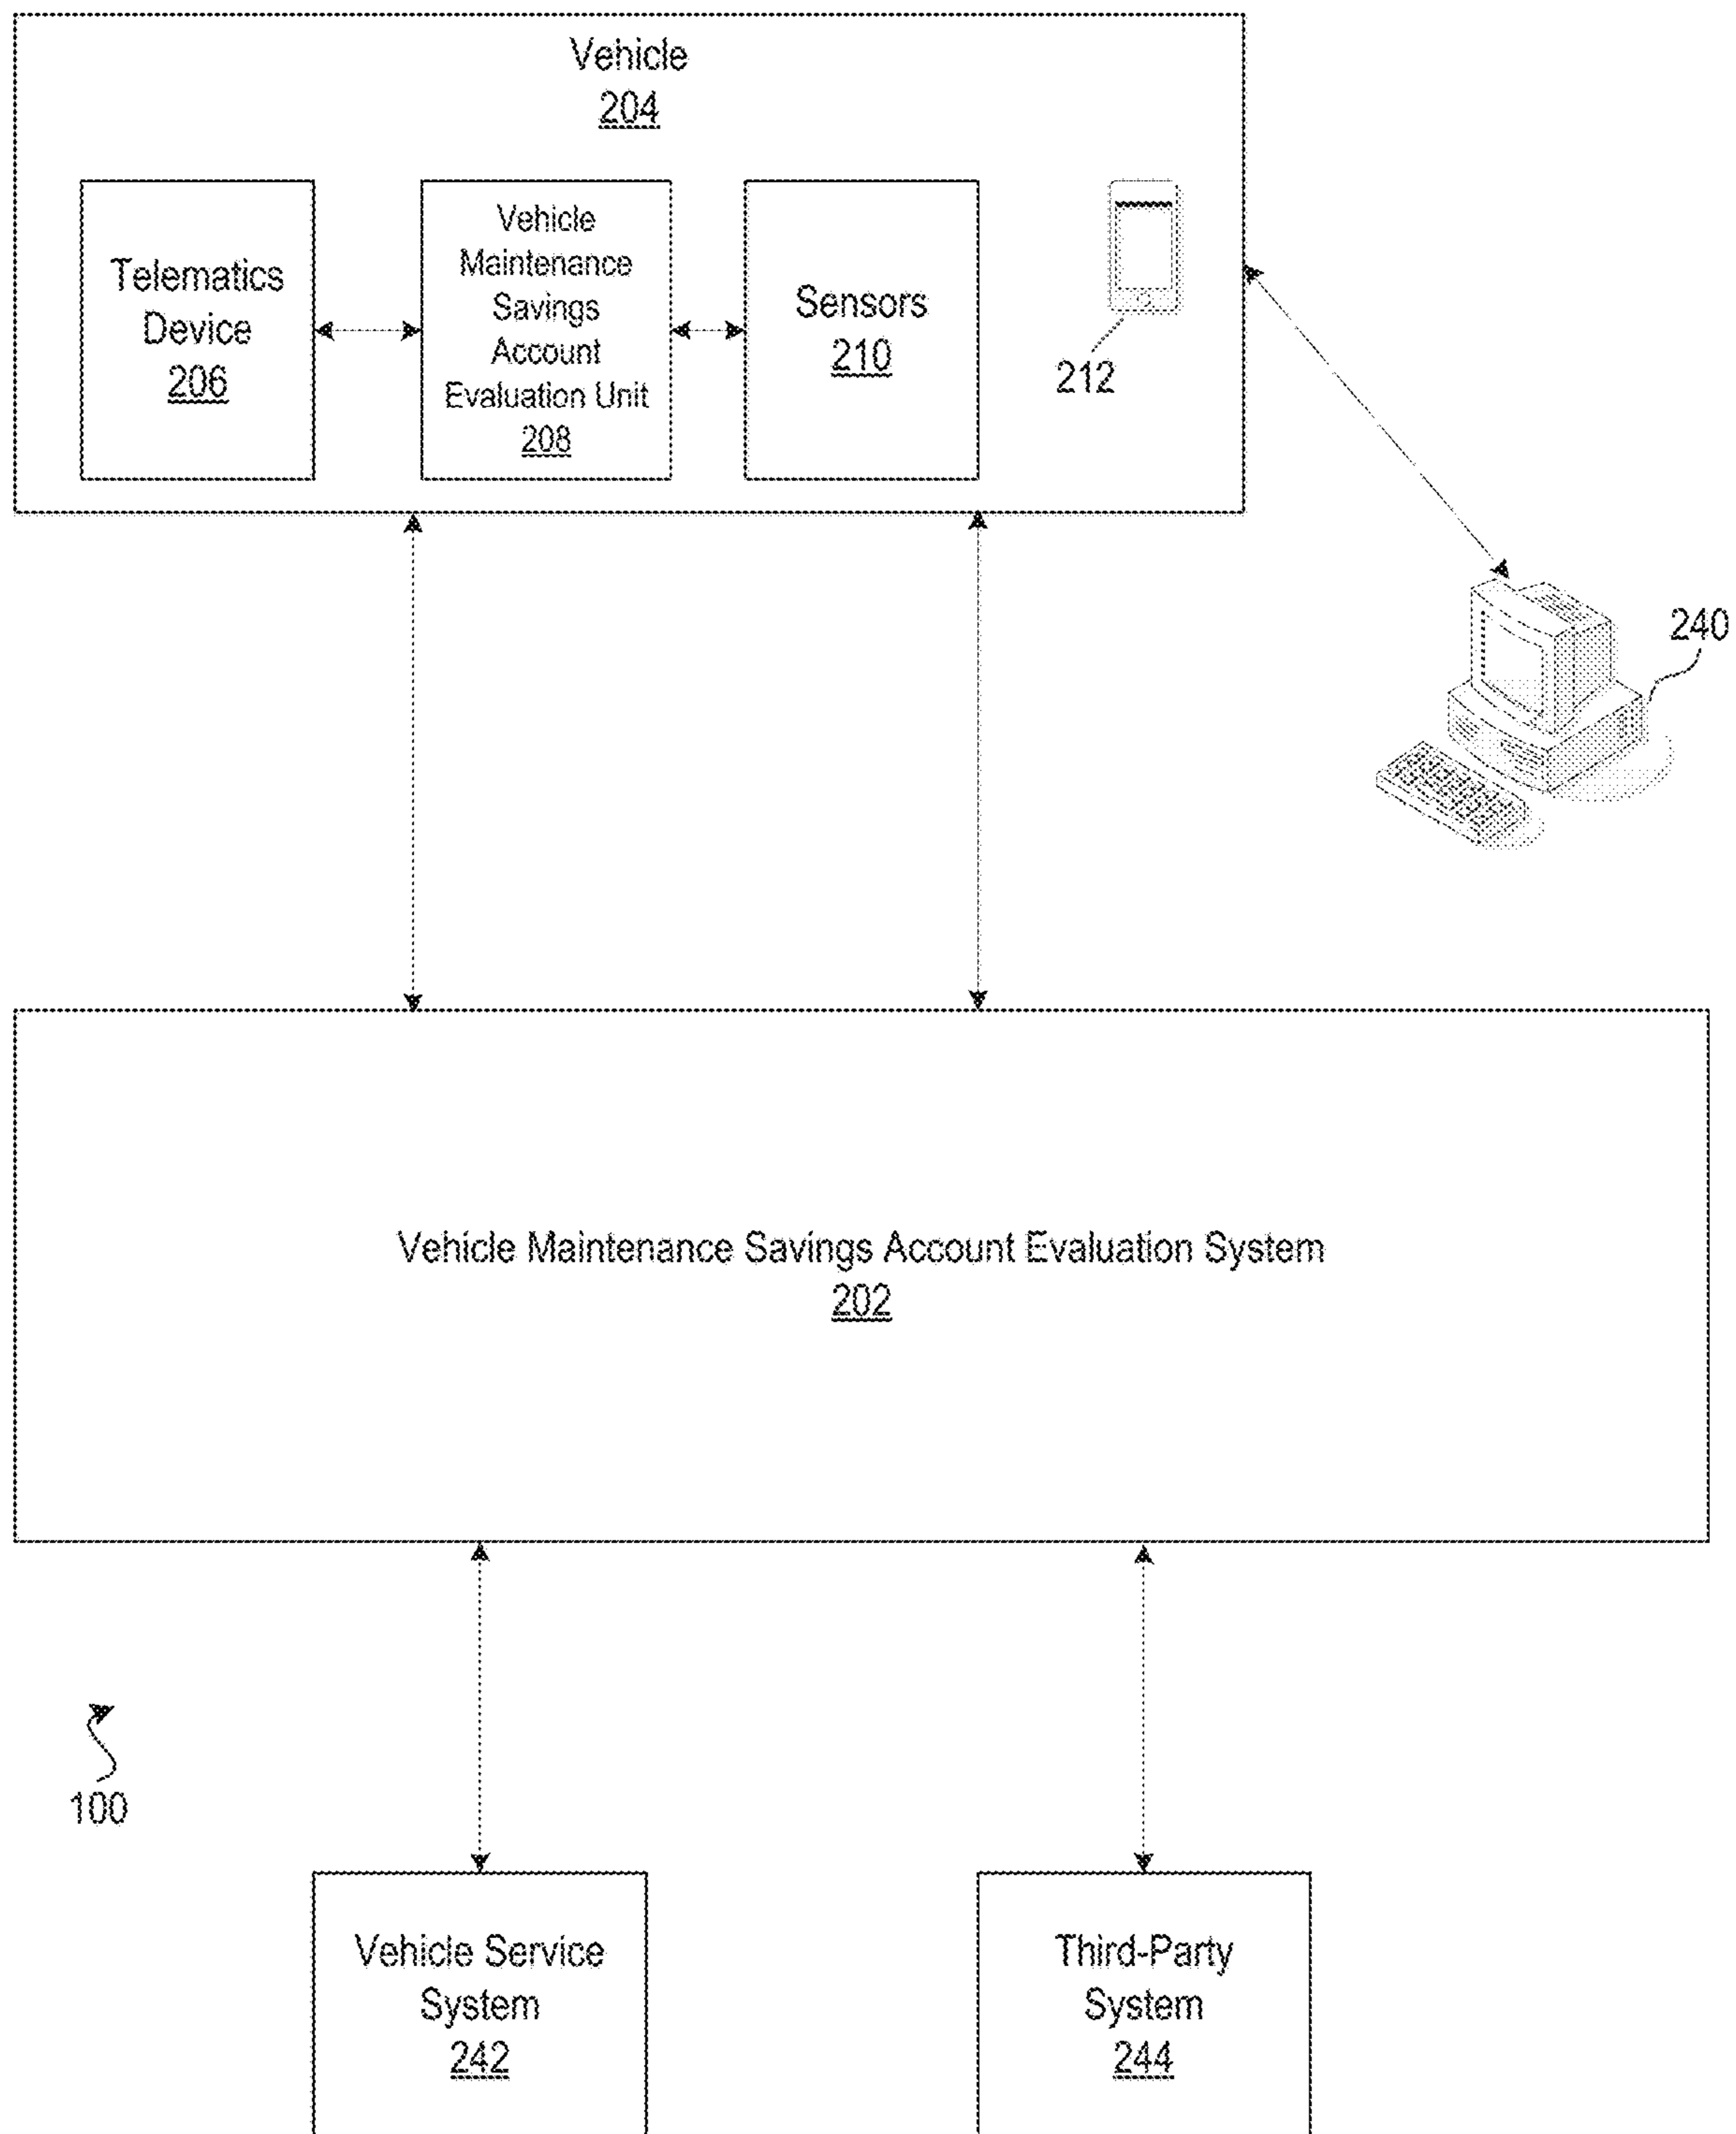 Vehicle
204
Telematics
Device
206
Vehicle
Maintenance
Savings
Account
Evaluation Unit
208
Sensors
210
212
240
Vehicle Maintenance Savings Account Evaluation System
202
100
Vehicle Service
System
242
Third-Party
System
244